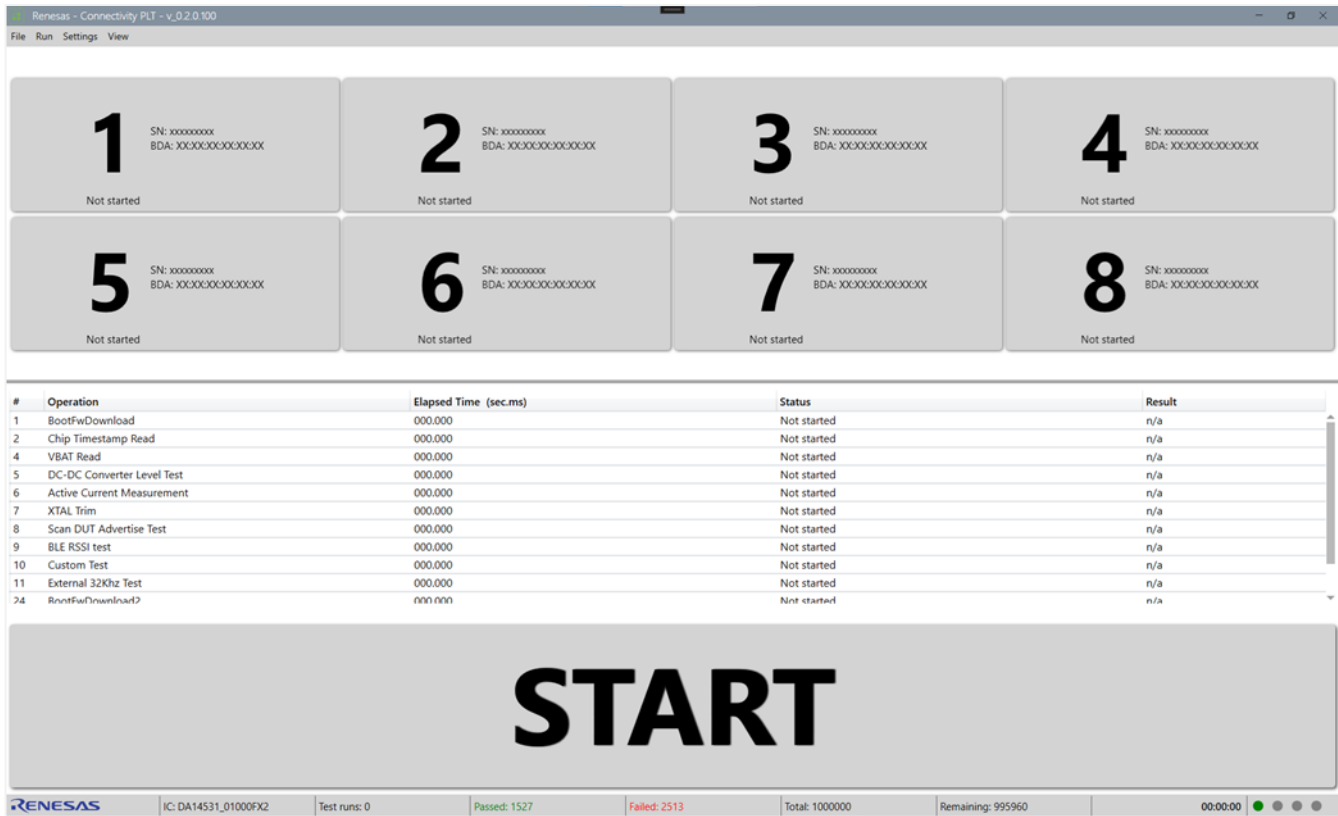 Renesas - Connectivity PLT - v_0.2.0.100
File Run Settings View
1 SN: xxxxxxxxx
BDA: XX:XX:XX:XX:XX:XX
Not started
2 SN: xxxxxxxxx
BDA: XX:XX:XX:XX:XX:XX
Not started
3 SN: xxxxxxxxx
BDA: XX:XX:XX:XX:XX:XX
Not started
4 SN: xxxxxxxxx
BDA: XX:XX:XX:XX:XX:XX
Not started
5 SN: xxxxxxxxx
BDA: XX:XX:XX:XX:XX:XX
Not started
6 SN: xxxxxxxxx
BDA: XX:XX:XX:XX:XX:XX
Not started
7 SN: xxxxxxxxx
BDA: XX:XX:XX:XX:XX:XX
Not started
8 SN: xxxxxxxxx
BDA: XX:XX:XX:XX:XX:XX
Not started
# Operation Elapsed Time (sec.ms) Status Result
1 BootFwDownload 000.000 Not started n/a
2 Chip Timestamp Read 000.000 Not started n/a
4 VBAT Read 000.000 Not started n/a
5 DC-DC Converter Level Test 000.000 Not started n/a
6 Active Current Measurement 000.000 Not started n/a
7 XTAL Trim 000.000 Not started n/a
8 Scan DUT Advertise Test 000.000 Not started n/a
9 BLE RSSI test 000.000 Not started n/a
10 Custom Test 000.000 Not started n/a
11 External 32Khz Test 000.000 Not started n/a
24 BootFwDownload2 000.000 Not started n/a
START
RENESAS IC: DA14531_01000FX2 Test runs: 0 Passed: 1527 Failed: 2513 Total: 1000000 Remaining: 995960 00:00:00